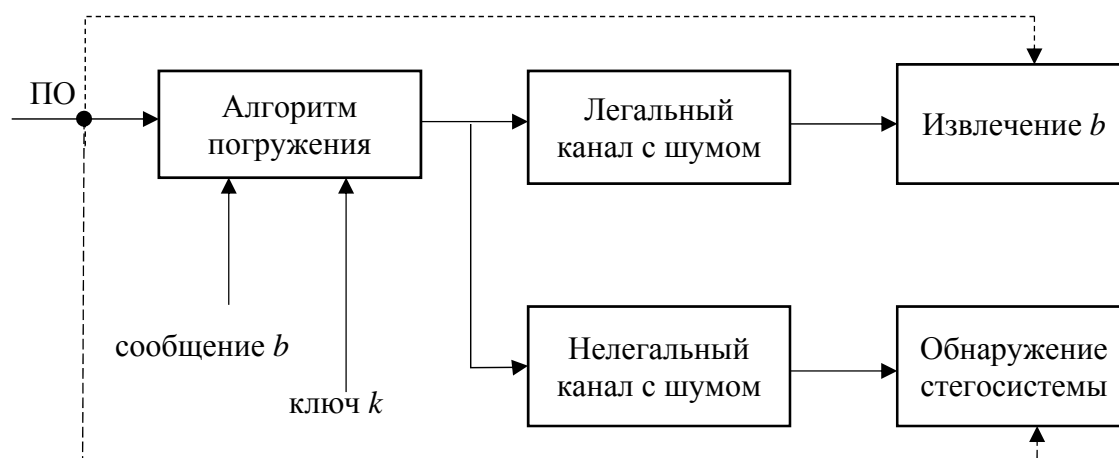 ПО
Алгоритм
погружения
Легальный
канал с шумом
Извлечение b
сообщение b
ключ k
Нелегальный
канал с шумом
Обнаружение
стегосистемы